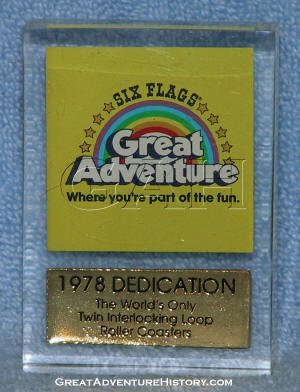 SIX FLAGS®
Great
Adventure
Where you're part of the fun.
GAH
1978 DEDICATION
The World's Only
Twin Interlocking Loop
Roller Coasters
GREATADVENTUREHISTORY.COM